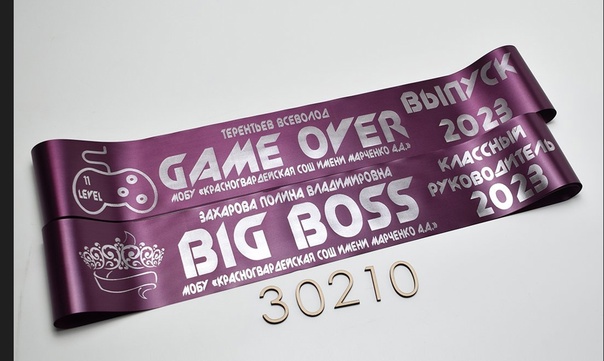 11
LEVEL
ТЕРЕНТЬЕВ ВСЕВОЛОД
GAME OVER
МОБУ «КРАСНОГВАРДЕЙСКАЯ СОШ ИМЕНИ МАРЧЕНКО А.А.»
ВЫПУСК
2023
ЗАХАРОВА ПОЛИНА ВЛАДИМИРОВНА
BIG BOSS
МОБУ «КРАСНОГВАРДЕЙСКАЯ СОШ ИМЕНИ МАРЧЕНКО А.А.»
КЛАССНЫЙ
РУКОВОДИТЕЛЬ
2023
30210